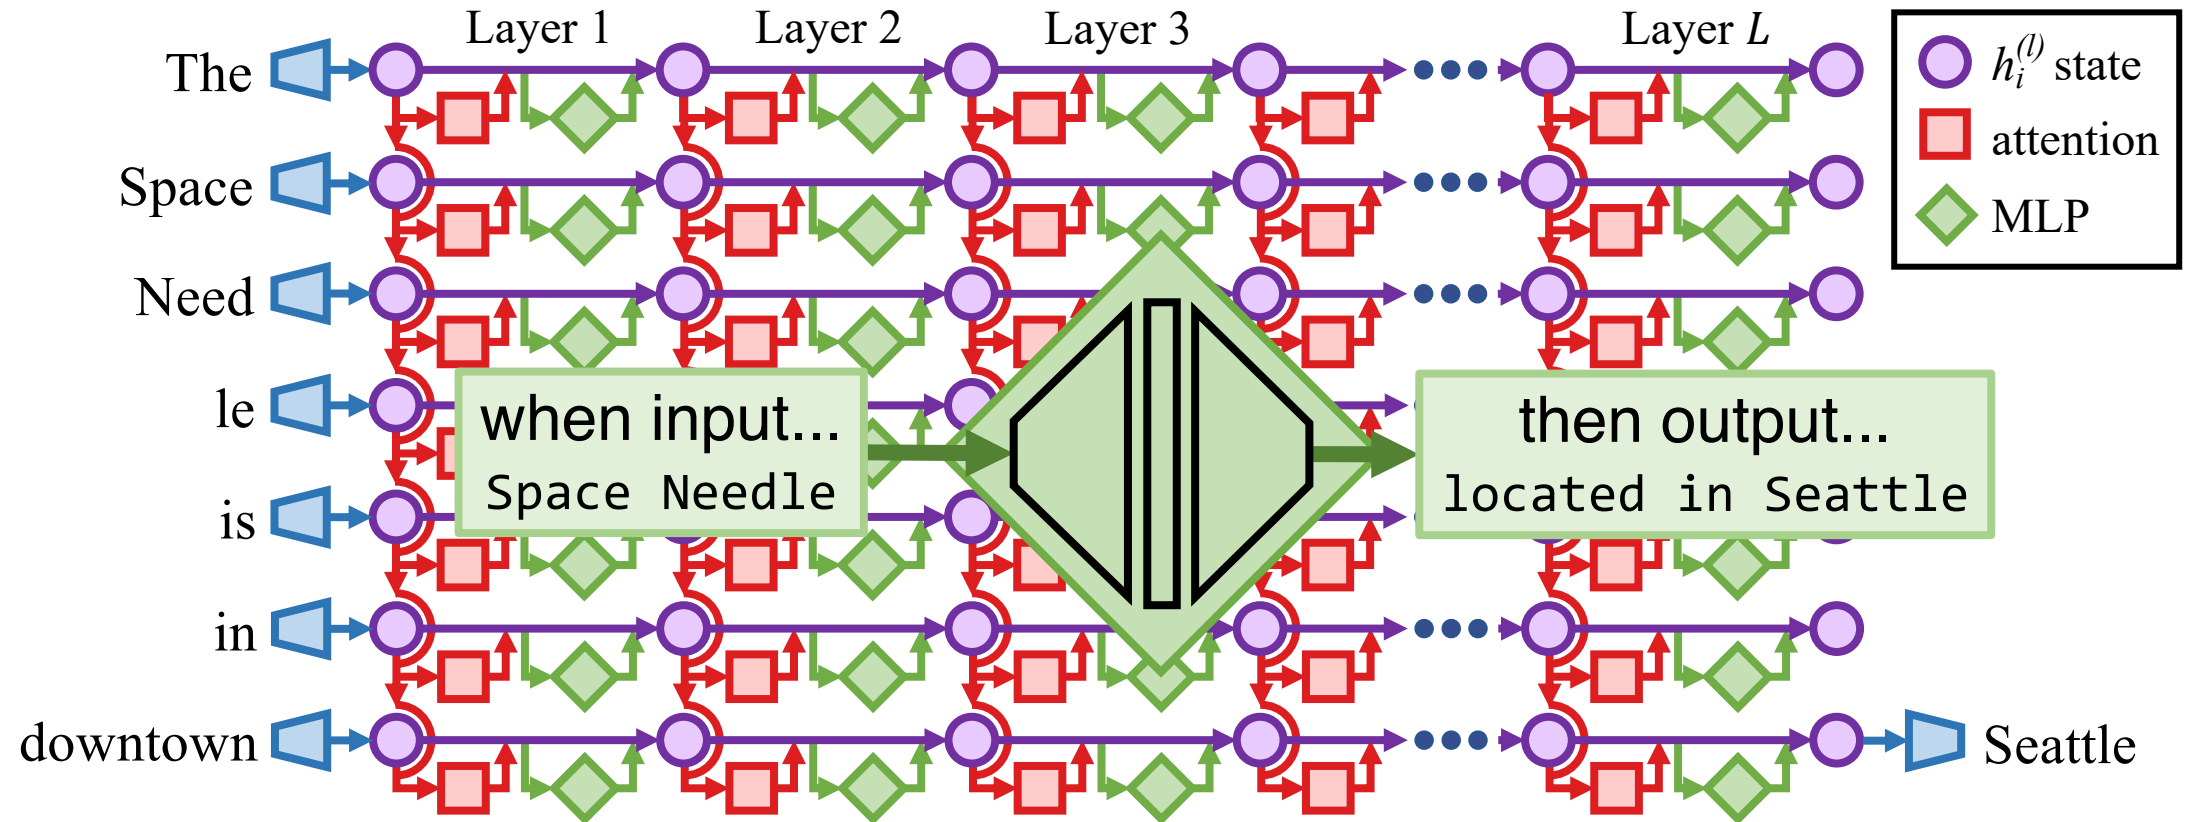 Layer 1
Layer 2
Layer 3
Layer L
The
Space
Need
le
is
in
downtown
h_i^{(l)} state
attention
MLP
when input...
Space Needle
then output...
located in Seattle
Seattle